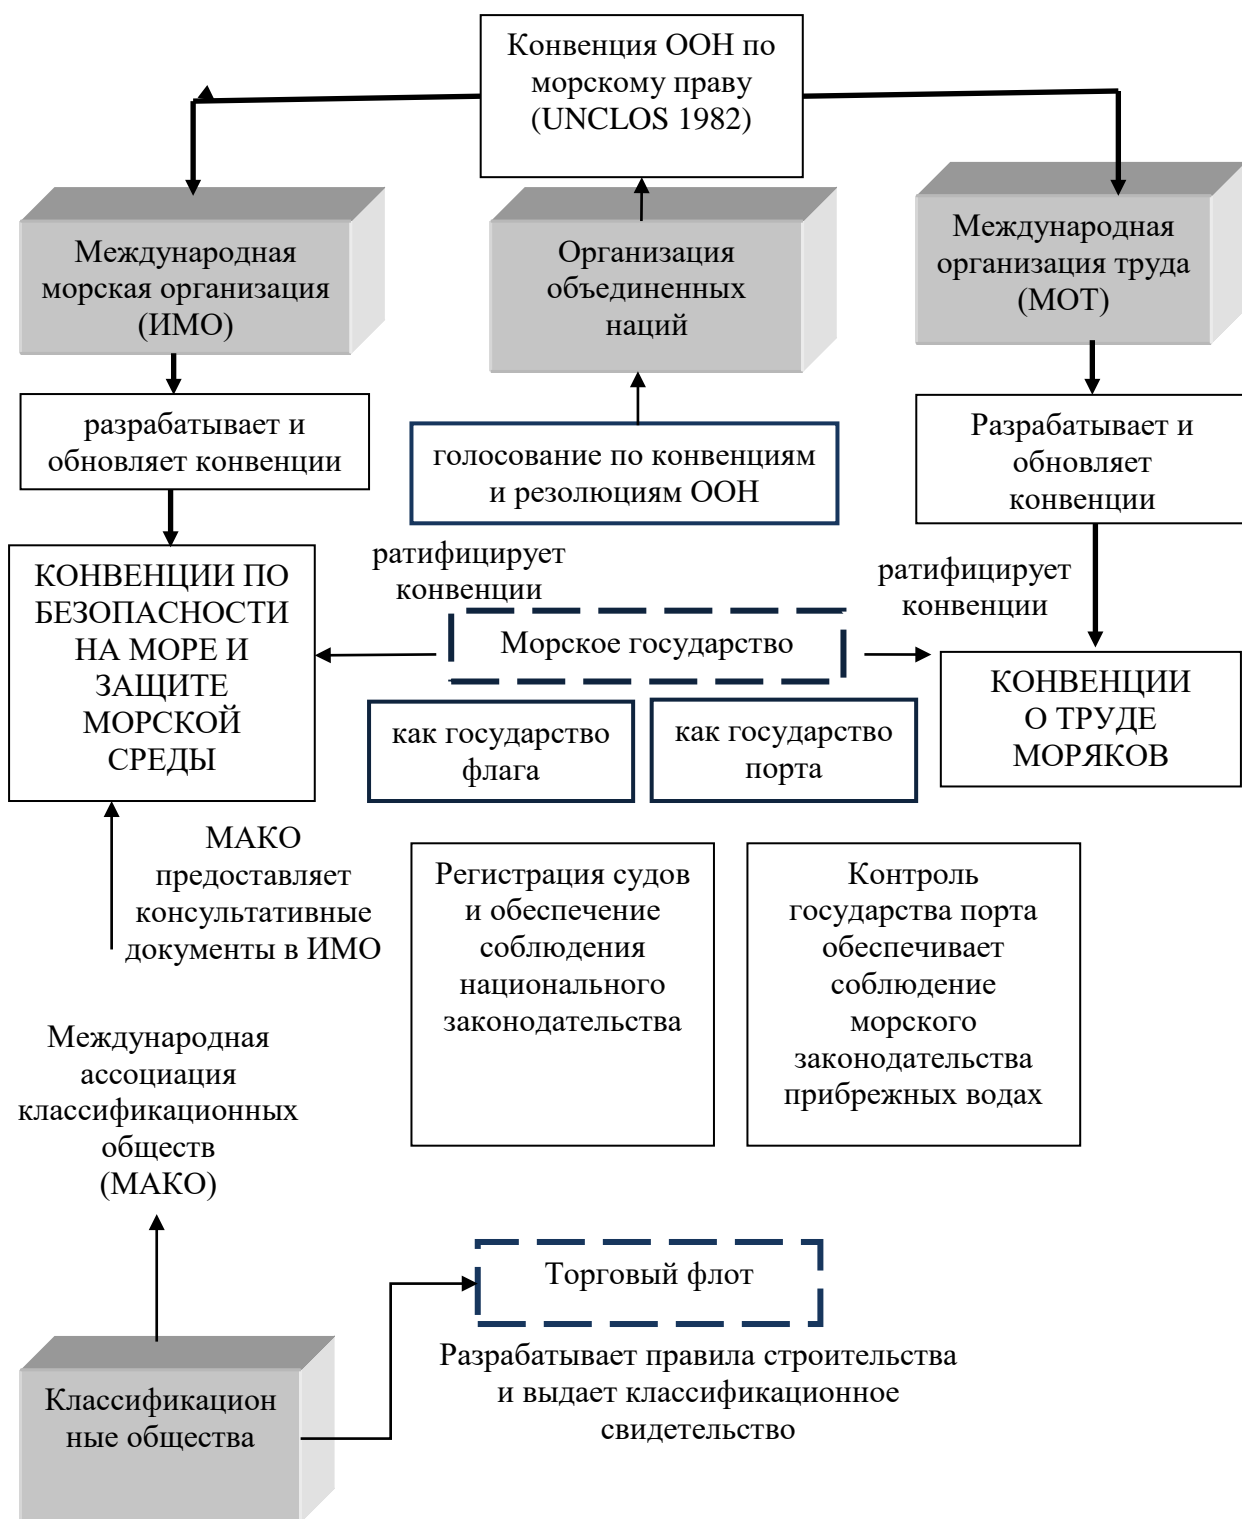 Конвенция ООН по
морскому праву
(UNCLOS 1982)
Международная
морская организация
(ИМО)
Организация
объединенных
наций
Международная
организация труда
(МОТ)
разрабатывает и
обновляет конвенции
голосование по конвенциям
и резолюциям ООН
Разрабатывает и
обновляет
конвенции
ратифицирует
конвенции
ратифицирует
конвенции
КОНВЕНЦИИ ПО
БЕЗОПАСНОСТИ
НА МОРЕ И
ЗАЩИТЕ
МОРСКОЙ
СРЕДЫ
Морское государство
КОНВЕНЦИИ
О ТРУДЕ
МОРЯКОВ
как государство
флага
как государство
порта
МАКО
предоставляет
консультативные
документы в ИМО
Регистрация судов
и обеспечение
соблюдения
национального
законодательства
Контроль
государства порта
обеспечивает
соблюдение
морского
законодательства
прибрежных водах
Международная
ассоциация
классификационных
обществ
(МАКО)
Торговый флот
Разрабатывает правила строительства
и выдает классификационное
свидетельство
Классификацион
ные общества